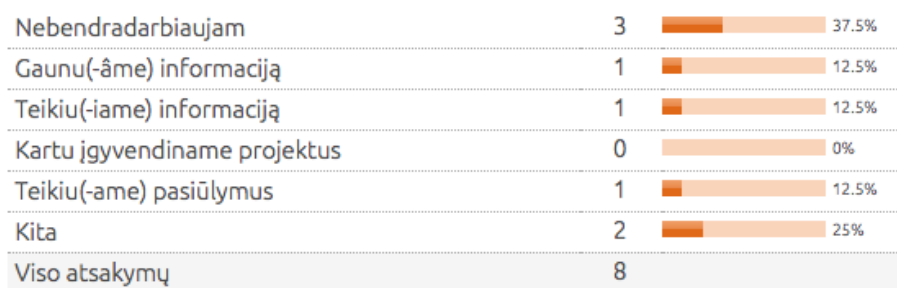 Nebendradarbiaujam 3 37.5%
Gaunu(-âme) informaciją 1 12.5%
Teikiu(-iame) informaciją 1 12.5%
Kartu įgyvendiname projektus 0 0%
Teikiu(-ame) pasiūlymus 1 12.5%
Kita 2 25%
Viso atsakymų 8